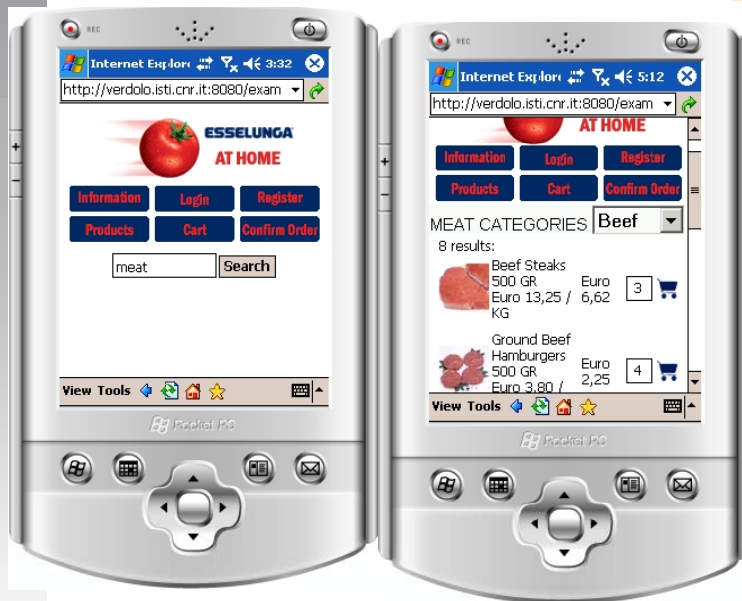 REC
Internet Explor 3:32
http://verdolo.isti.cnr.it:8080/exam
ESSELUNGA
AT HOME
Information Login Register
Products Cart Confirm Order
meat Search
View Tools
Pocket PC
REC
Internet Explor 5:12
http://verdolo.isti.cnr.it:8080/exam
AT HOME
Information Login Register
Products Cart Confirm Order
MEAT CATEGORIES Beef
8 results:
Beef Steaks
500 GR Euro
Euro 13,25 / 6,62 3
KG
Ground Beef
Hamburgers
500 GR Euro
Euro 3,80 / 2,25 4
View Tools
Pocket PC